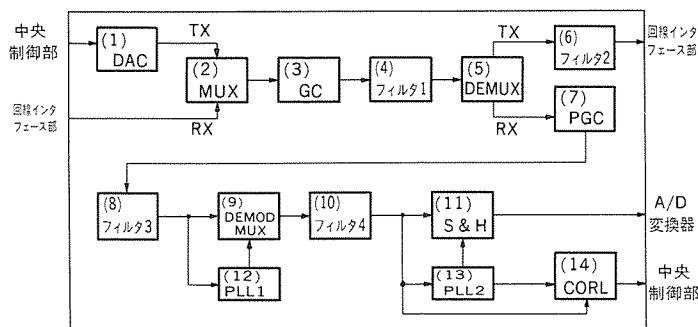 中央
制御部
(1)
DAC
TX
(2)
MUX
回線インタ
フェース部
RX
(3)
GC
(4)
フィルタ1
(5)
DEMUX
TX
(6)
フィルタ2
回線インタ
フェース部
RX
(7)
PGC
(8)
フィルタ3
(9)
DEMOD
MUX
(10)
フィルタ4
(11)
S & H
A/D
変換器
(12)
PLL1
(13)
PLL2
(14)
CORL
中央
制御部